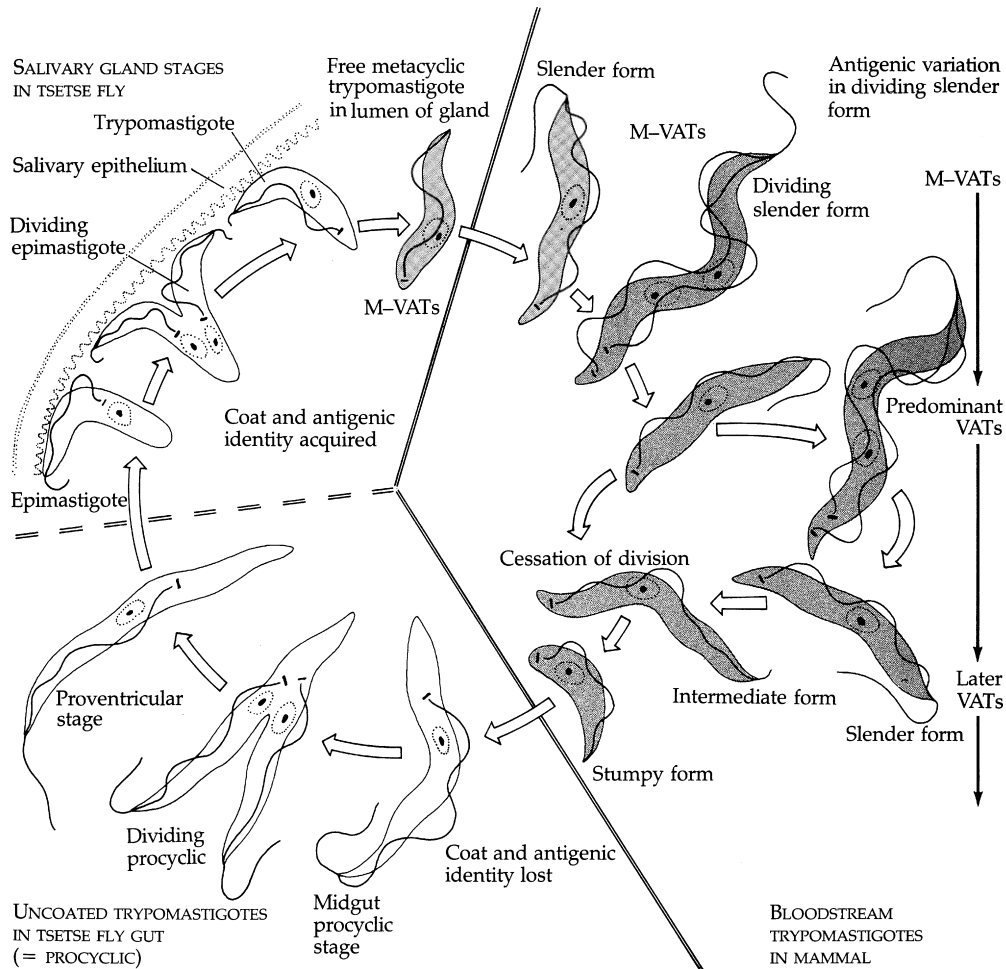 SALIVARY GLAND STAGES
IN TSETSE FLY
Trypomastigote
Salivary epithelium
Dividing
epimastigote
Epimastigote
Free metacyclic
trypomastigote
in lumen of gland
M–VATs
Coat and antigenic
identity acquired
Slender form
M–VATs
Antigenic variation
in dividing slender
form
Dividing
slender form
M–VATs
Predominant
VATs
Later
VATs
Cessation of division
Intermediate form
Slender form
Stumpy form
BLOODSTREAM
TRYPOMASTIGOTES
IN MAMMAL
Coat and antigenic
identity lost
Midgut
procyclic
stage
Dividing
procyclic
Proventricular
stage
UNCOATED TRYPOMASTIGOTES
IN TSETSE FLY GUT
(= PROCYCLIC)